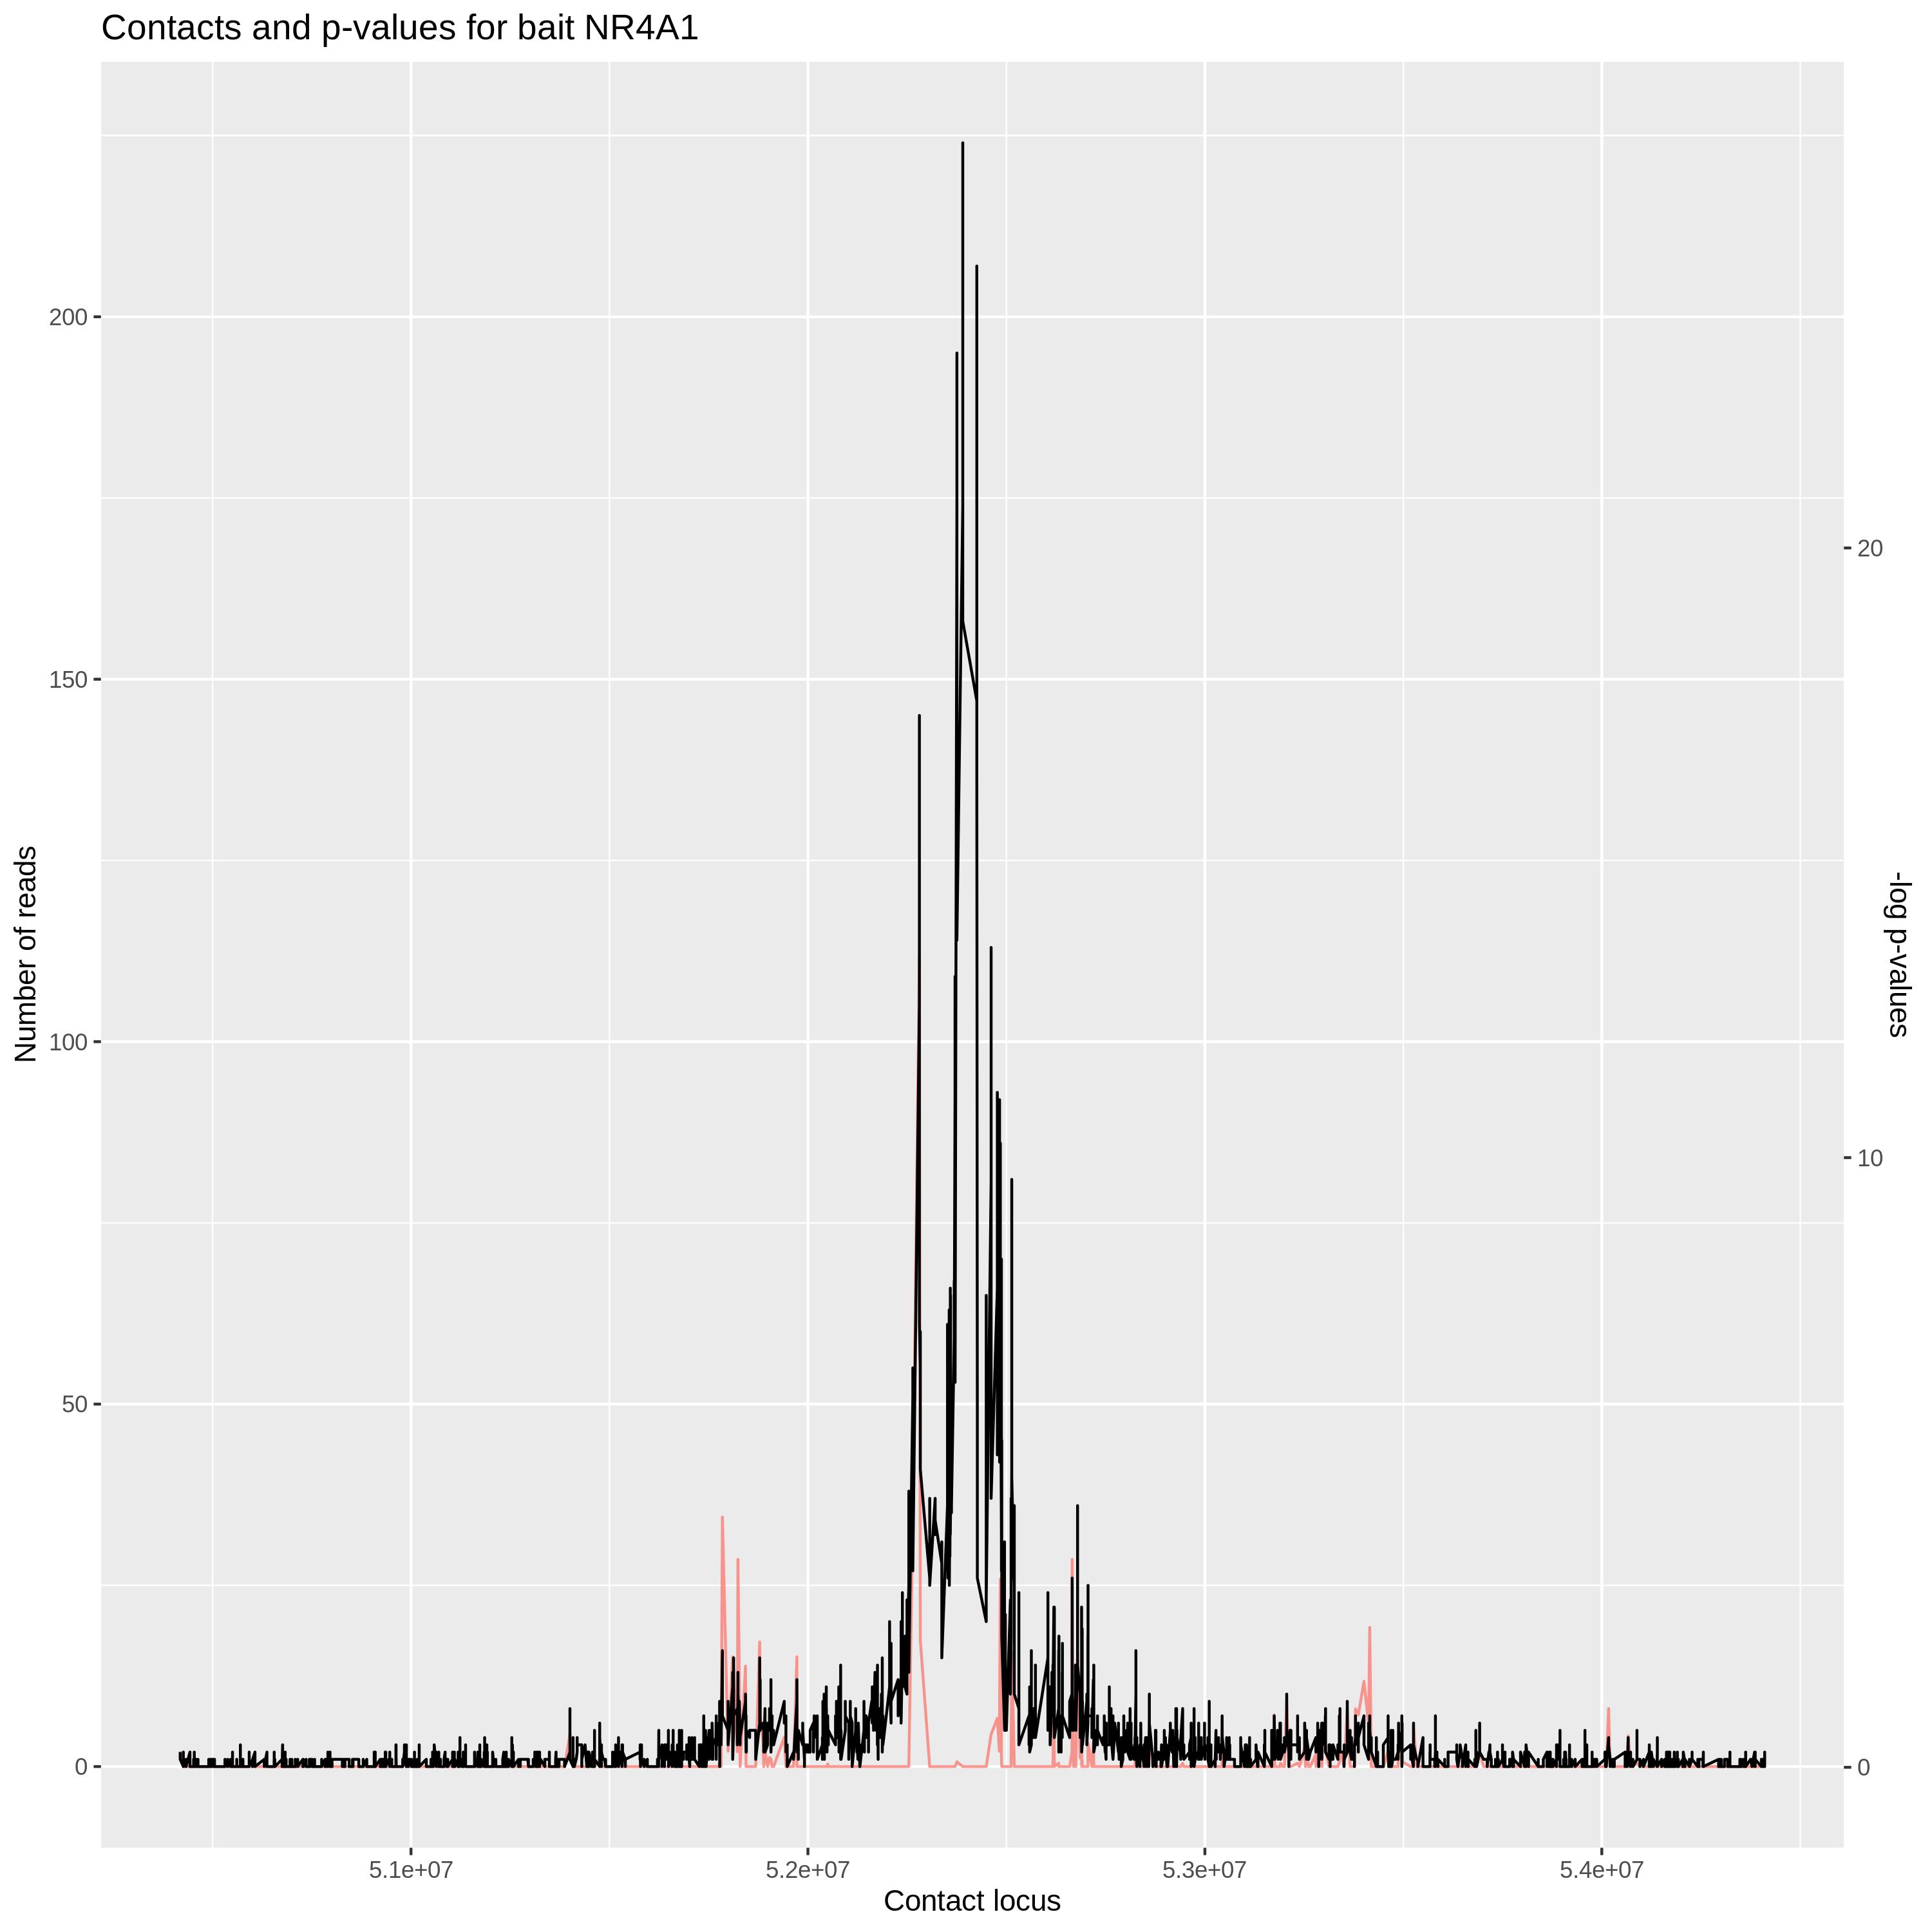 Contacts and p-values for bait NR4A1
Number of reads
200
150
100
50
0
20
10
0
-log p-values
5.1e+07
5.2e+07
5.3e+07
5.4e+07
Contact locus